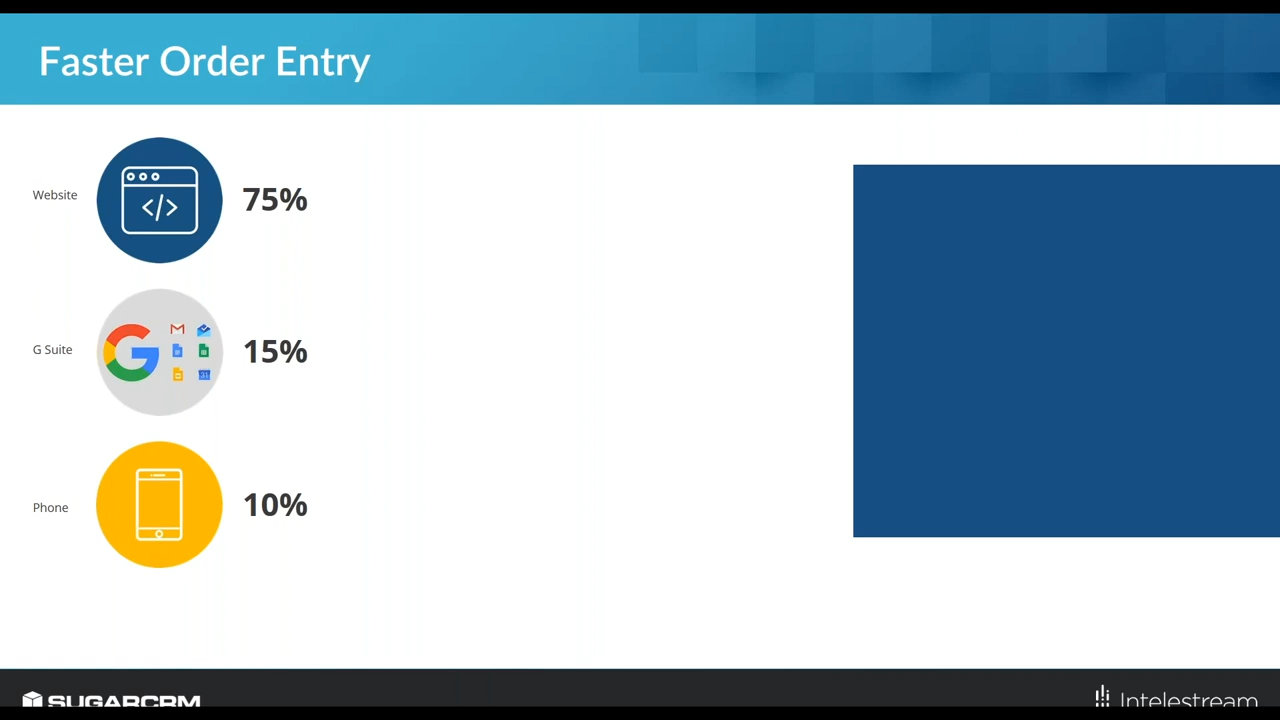 Faster Order Entry
Website
75%
G Suite
15%
Phone
10%
SUGARCRM
Intelestream